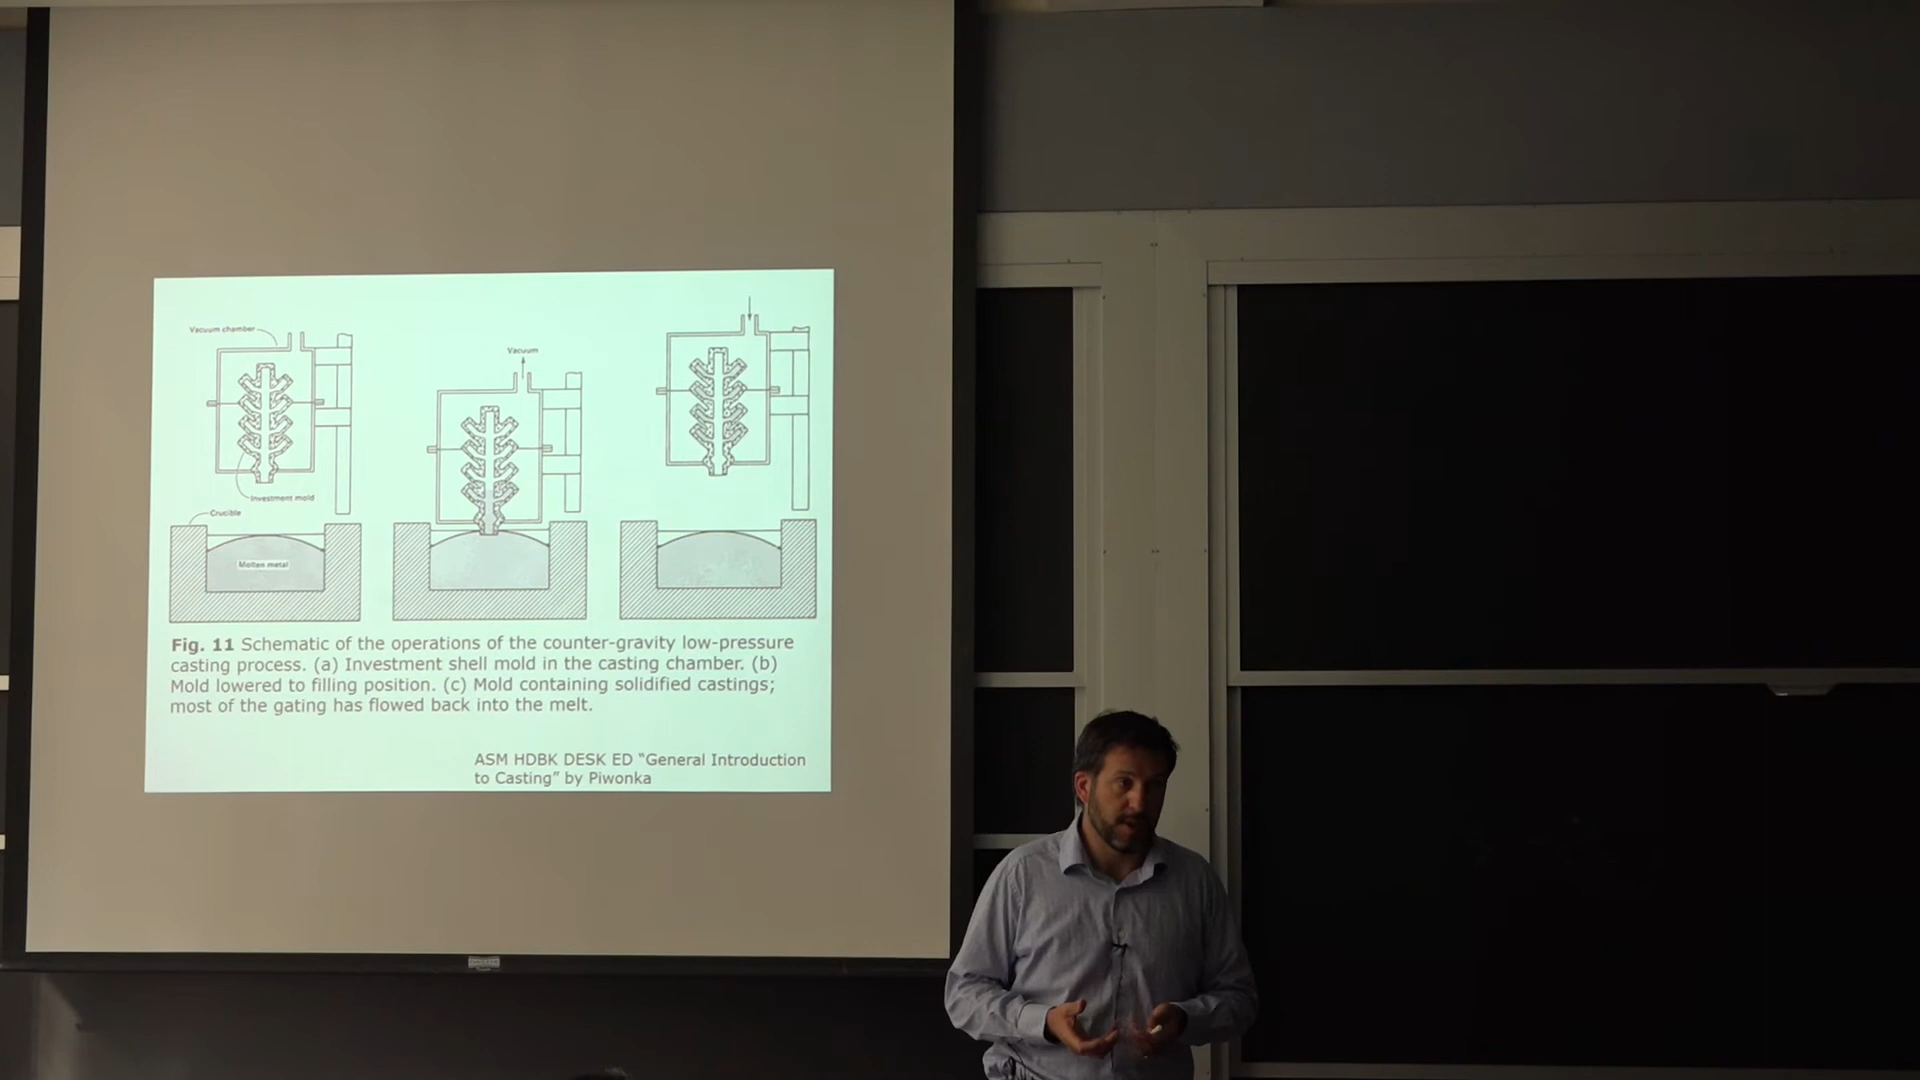 Vacuum chamber
Vacuum
Investment mold
Crucible
Molten metal
Fig. 11 Schematic of the operations of the counter-gravity low-pressure
casting process. (a) Investment shell mold in the casting chamber. (b)
Mold lowered to filling position. (c) Mold containing solidified castings;
most of the gating has flowed back into the melt.
ASM HDBK DESK ED "General Introduction
to Casting" by Piwonka